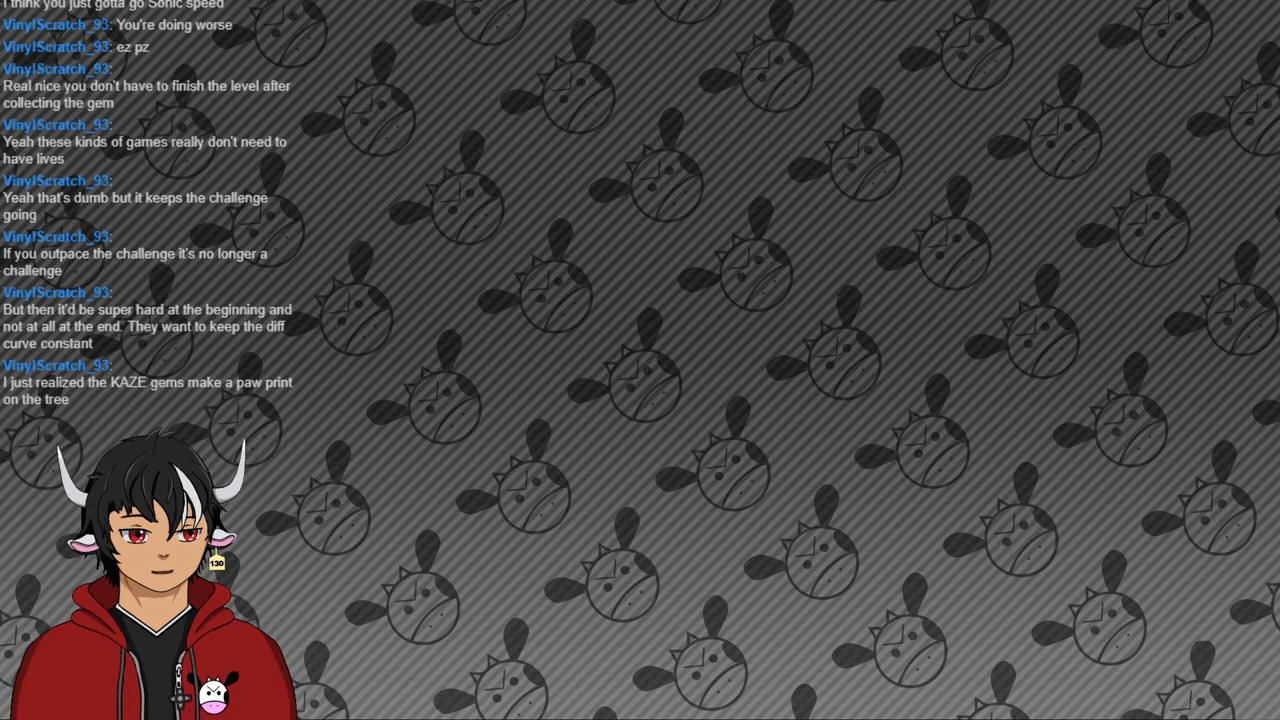 I think you just gotta go Sonic speed
VinylScratch_93: You're doing worse
VinylScratch_93: ez pz
VinylScratch_93:
Real nice you don't have to finish the level after
collecting the gem
VinylScratch_93:
Yeah these kinds of games really don't need to
have lives
VinylScratch_93:
Yeah that's dumb but it keeps the challenge
going
VinylScratch_93:
If you outpace the challenge it's no longer a
challenge
VinylScratch_93:
But then it'd be super hard at the beginning and
not at all at the end. They want to keep the diff
curve constant
VinylScratch_93:
I just realized the KAZE gems make a paw print
on the tree
130